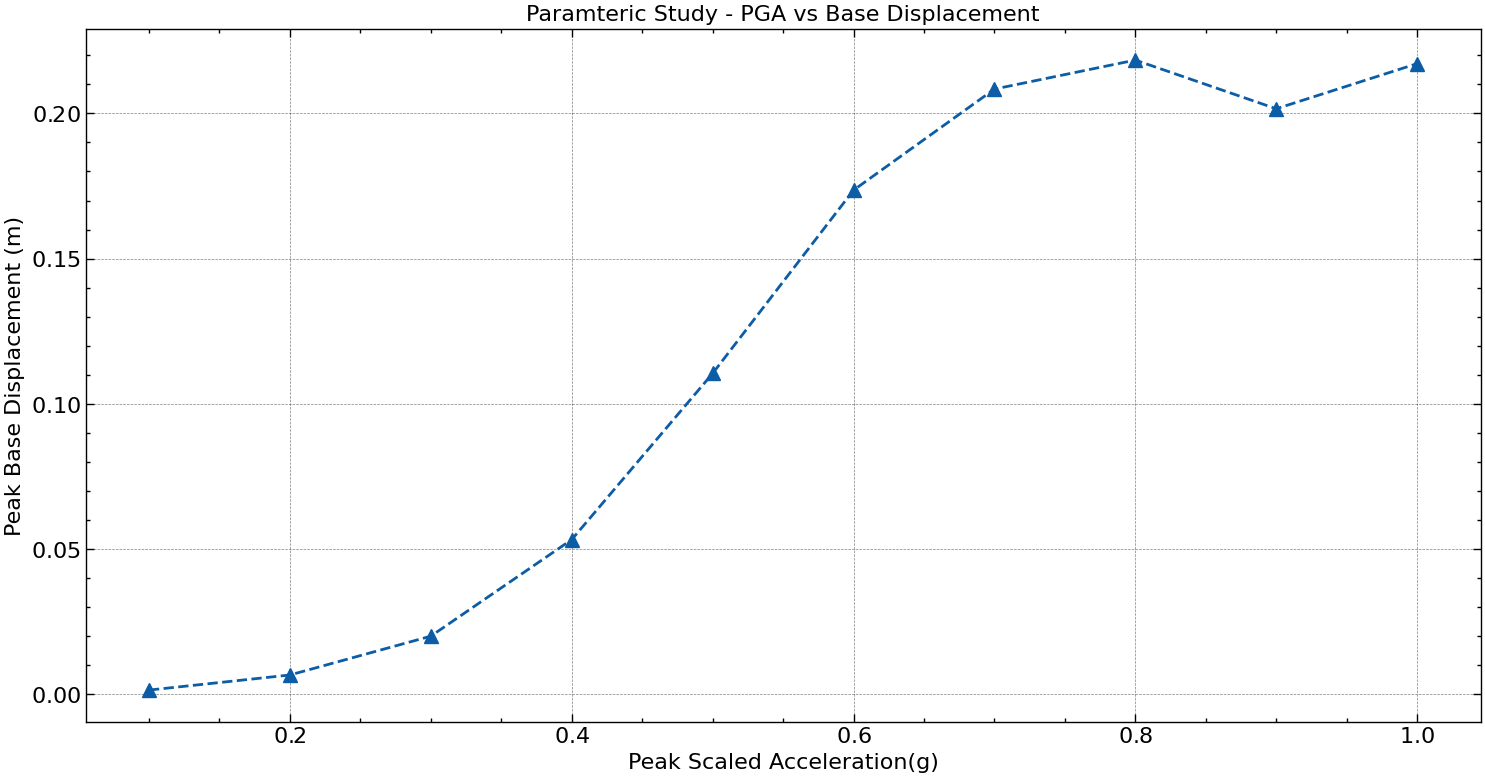 Paramteric Study - PGA vs Base Displacement
0.20
0.15
0.10
0.05
0.00
Peak Base Displacement (m)
0.2 0.4 0.6 0.8 1.0
Peak Scaled Acceleration(g)